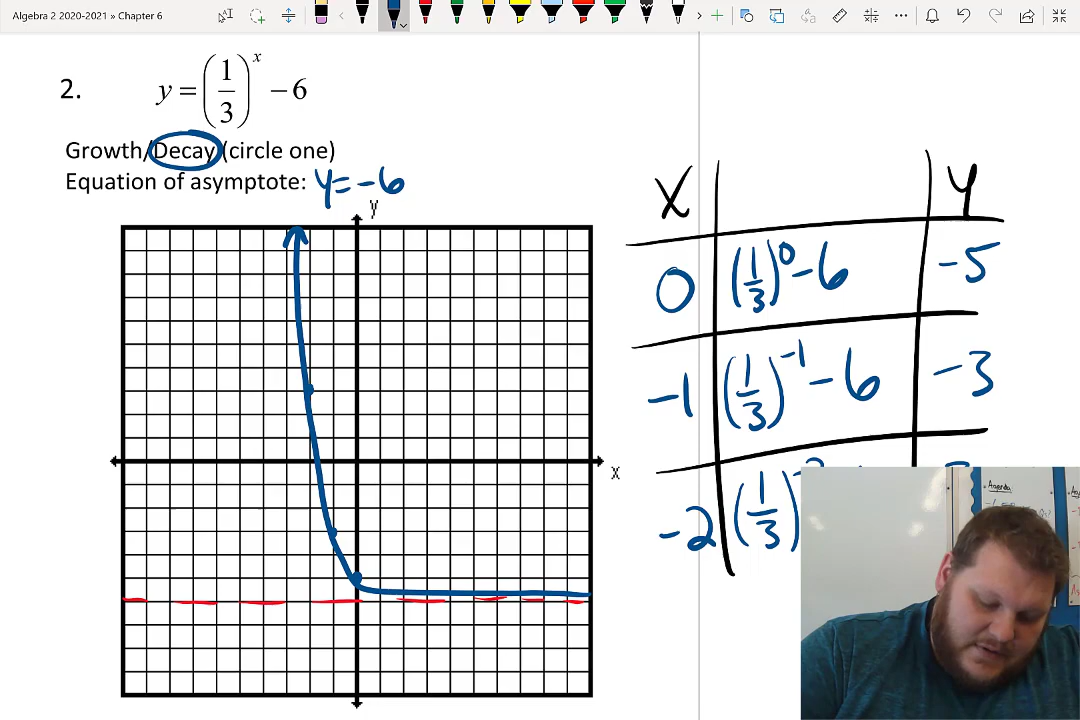 Algebra 2 2020-2021 » Chapter 6
2. y = (1/3)^x − 6
Growth/Decay (circle one)
Equation of asymptote: y = -6
y
x
X Y
0 (1/3)^0 - 6 -5
-1 (1/3)^-1 - 6 -3
-2 (1/3)
Agenda